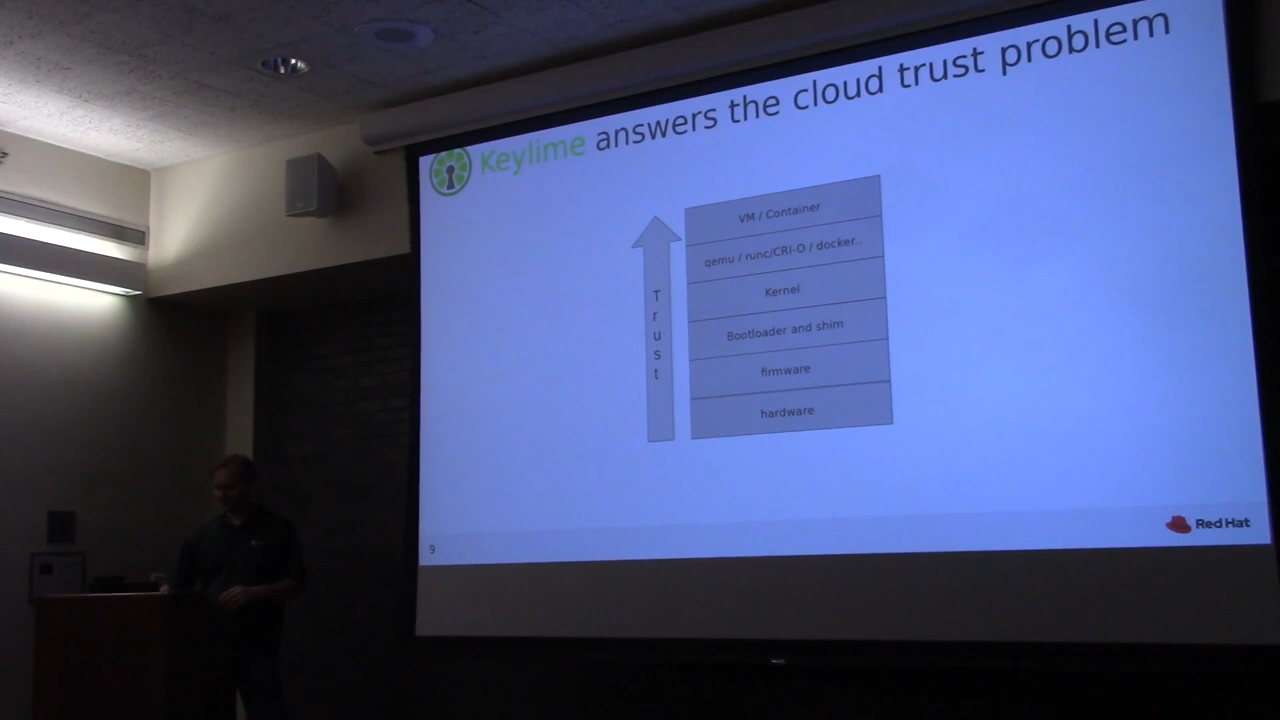 Keylime answers the cloud trust problem
VM / Container
qemu / runc/CRI-O / docker..
Kernel
Bootloader and shim
firmware
hardware
Trust
9
Red Hat